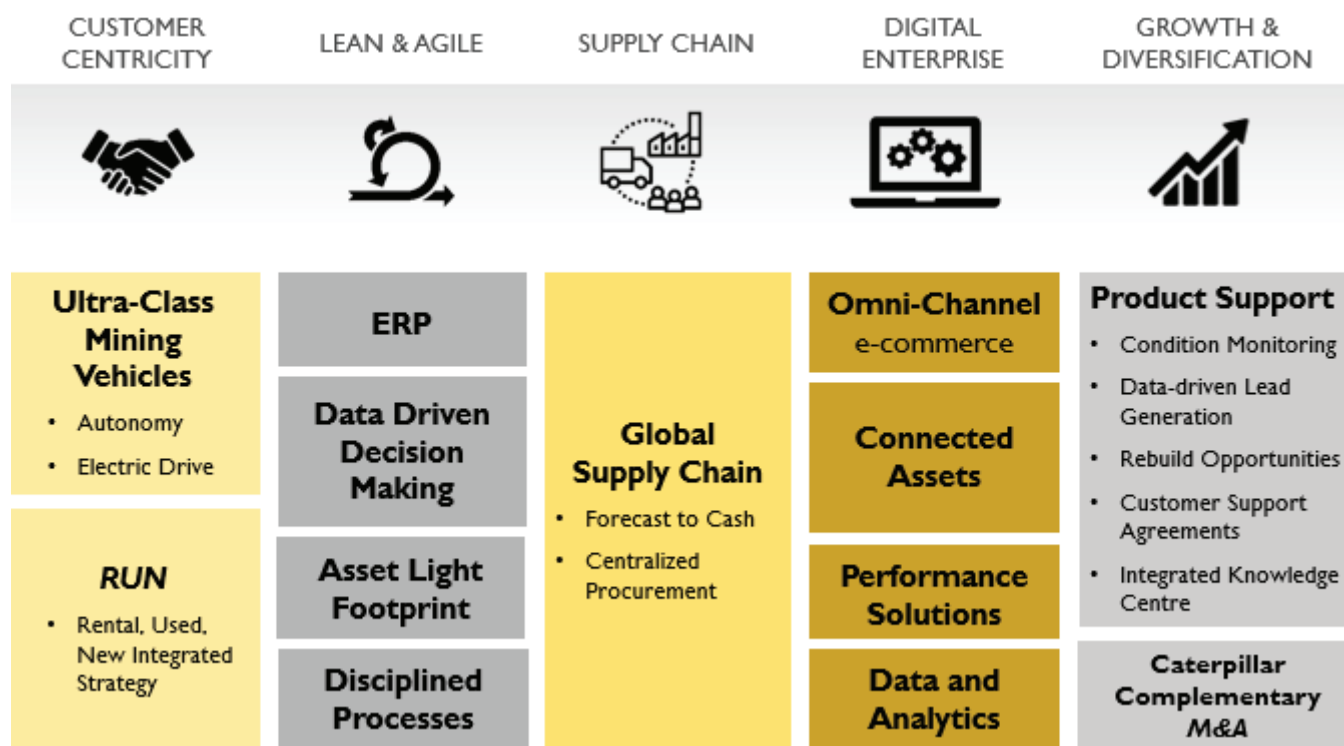 CUSTOMER
CENTRICITY
LEAN & AGILE
SUPPLY CHAIN
DIGITAL
ENTERPRISE
GROWTH &
DIVERSIFICATION
Ultra-Class
Mining
Vehicles
• Autonomy
• Electric Drive
RUN
• Rental, Used,
New Integrated
Strategy
ERP
Data Driven
Decision
Making
Asset Light
Footprint
Disciplined
Processes
Global
Supply Chain
• Forecast to Cash
• Centralized
Procurement
Omni-Channel
e-commerce
Connected
Assets
Performance
Solutions
Data and
Analytics
Product Support
• Condition Monitoring
• Data-driven Lead
Generation
• Rebuild Opportunities
• Customer Support
Agreements
• Integrated Knowledge
Centre
Caterpillar
Complementary
M&A